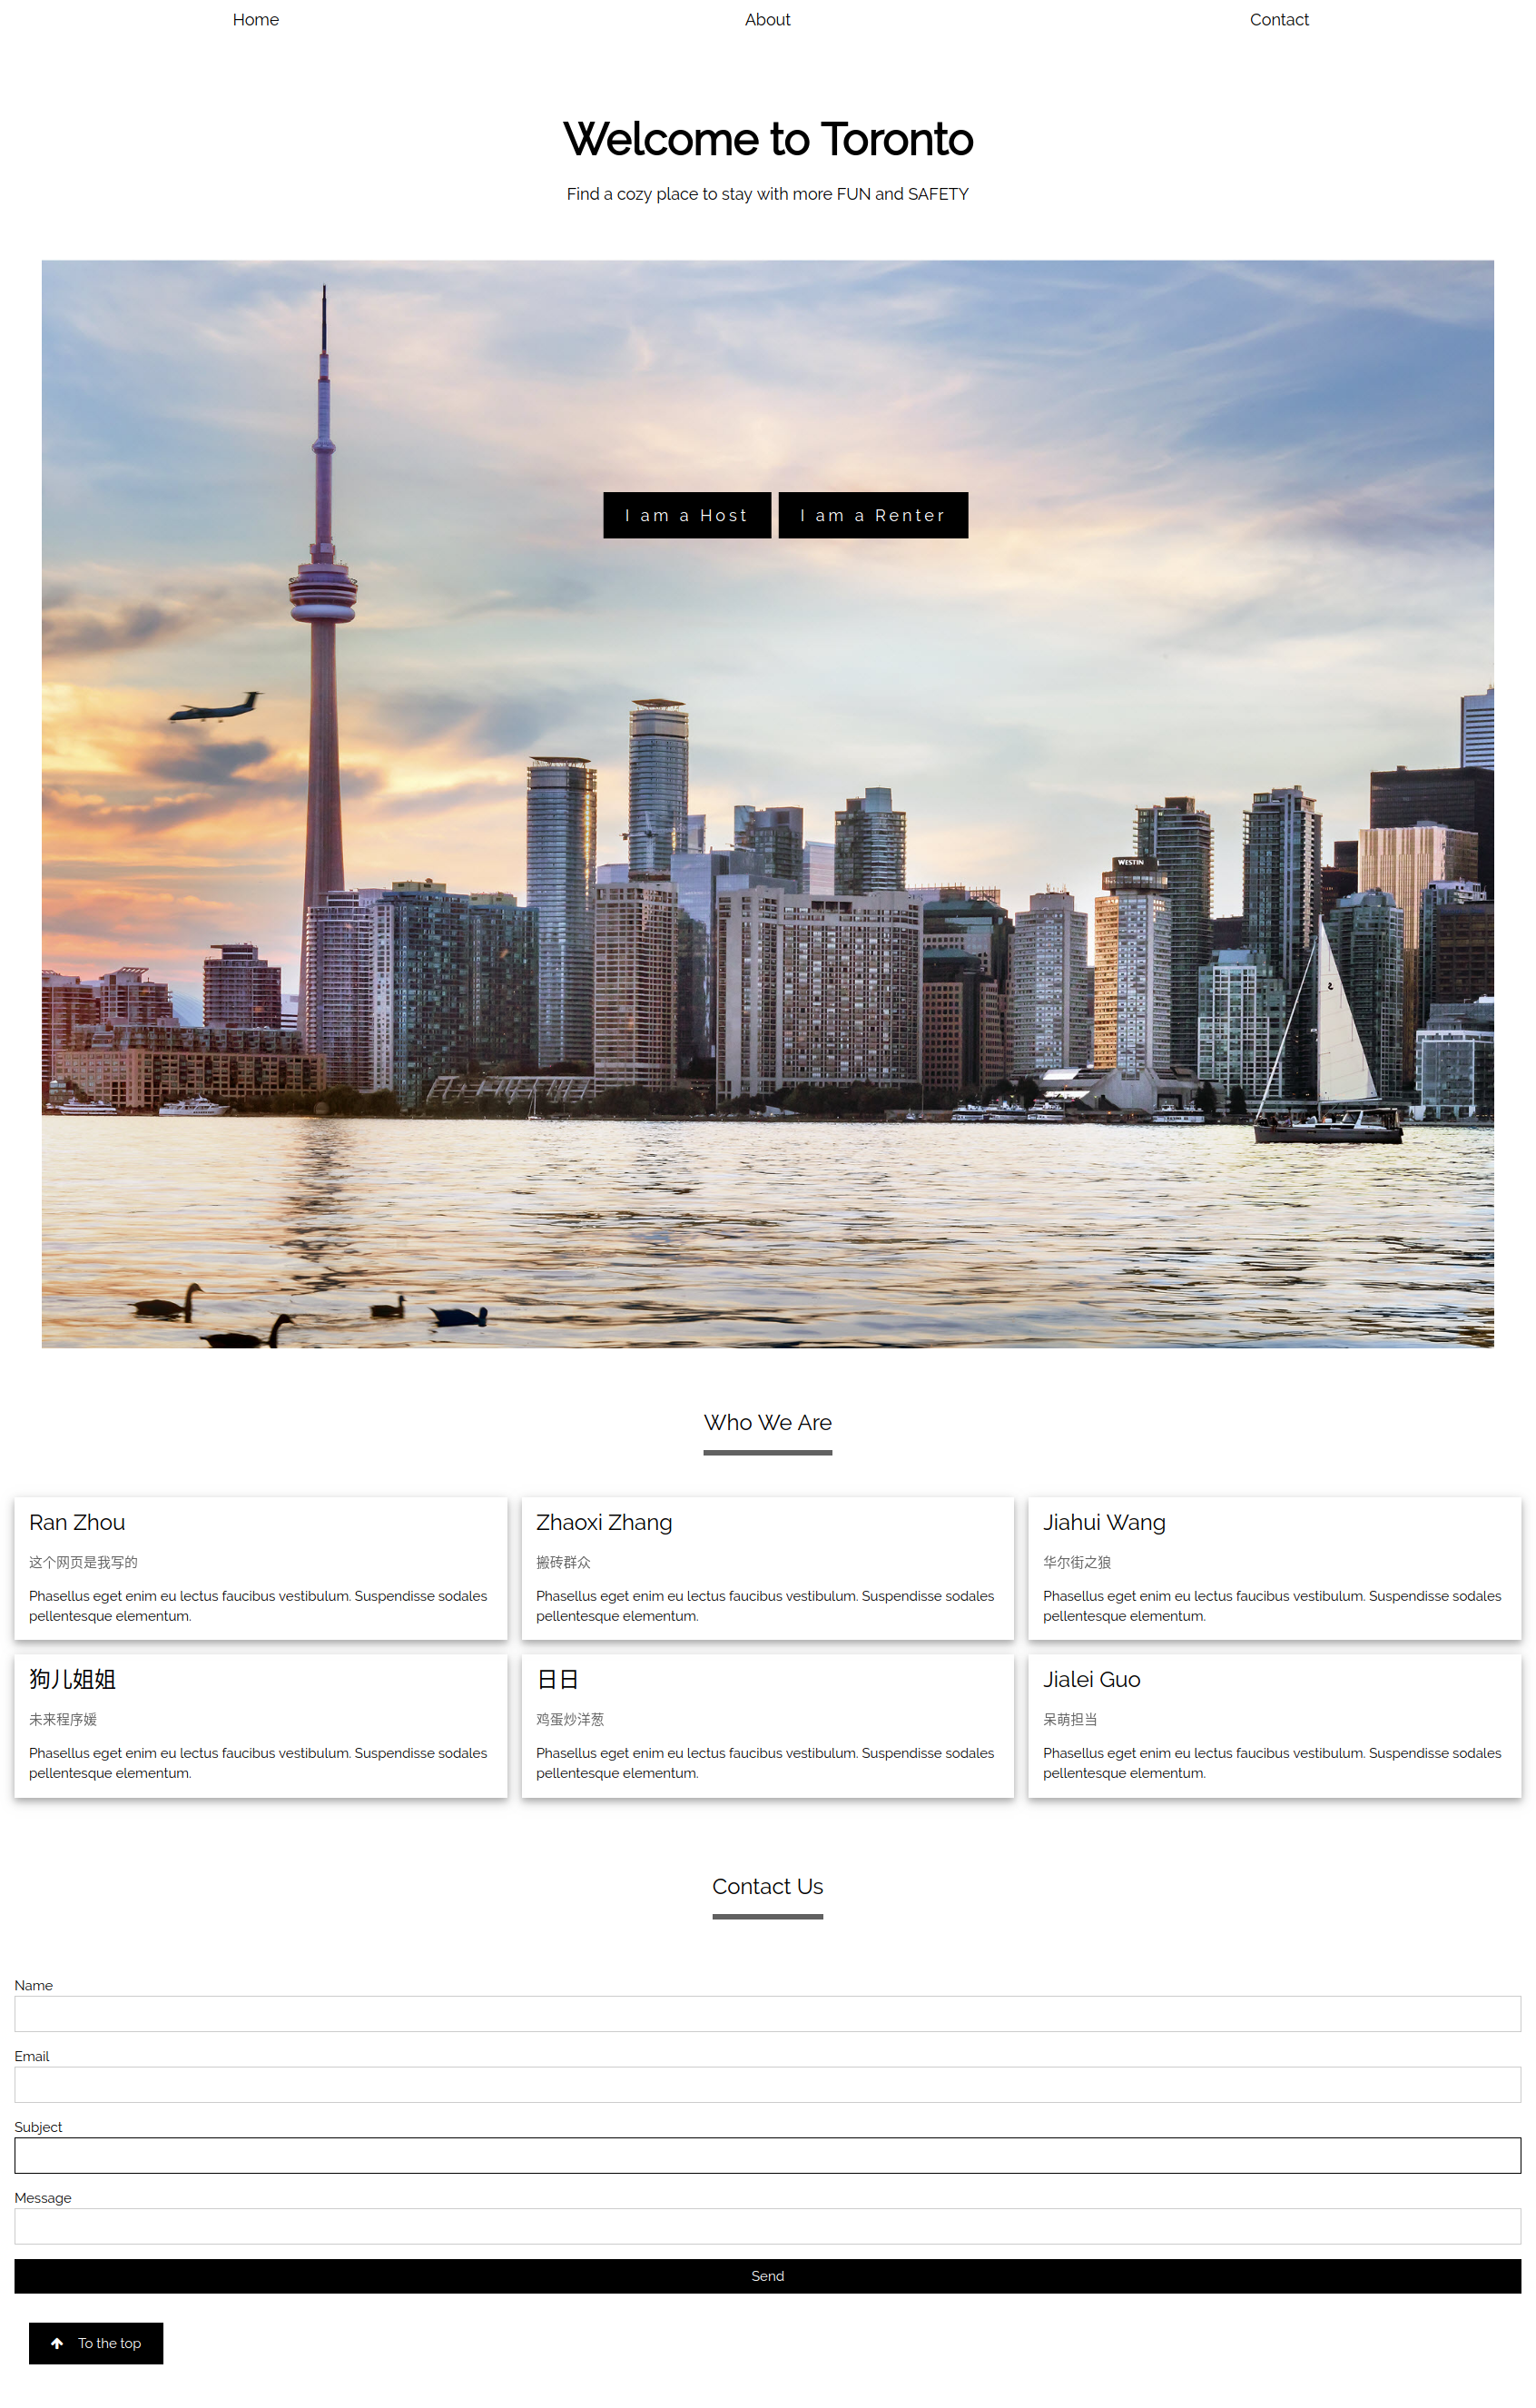 Home
About
Contact
Welcome to Toronto
Find a cozy place to stay with more FUN and SAFETY
I am a Host
I am a Renter
WESTIN
Who We Are
Ran Zhou
这个网页是我写的
Phasellus eget enim eu lectus faucibus vestibulum. Suspendisse sodales
pellentesque elementum.
Zhaoxi Zhang
搬砖群众
Phasellus eget enim eu lectus faucibus vestibulum. Suspendisse sodales
pellentesque elementum.
Jiahui Wang
华尔街之狼
Phasellus eget enim eu lectus faucibus vestibulum. Suspendisse sodales
pellentesque elementum.
狗儿姐姐
未来程序媛
Phasellus eget enim eu lectus faucibus vestibulum. Suspendisse sodales
pellentesque elementum.
日日
鸡蛋炒洋葱
Phasellus eget enim eu lectus faucibus vestibulum. Suspendisse sodales
pellentesque elementum.
Jialei Guo
呆萌担当
Phasellus eget enim eu lectus faucibus vestibulum. Suspendisse sodales
pellentesque elementum.
Contact Us
Name
Email
Subject
Message
Send
To the top